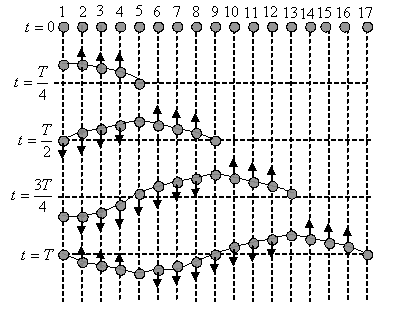 1 2 3 4 5 6 7 8 9 10 11 12 13 14 15 16 17
t = 0
t = T/4
t = T/2
t = 3T/4
t = T